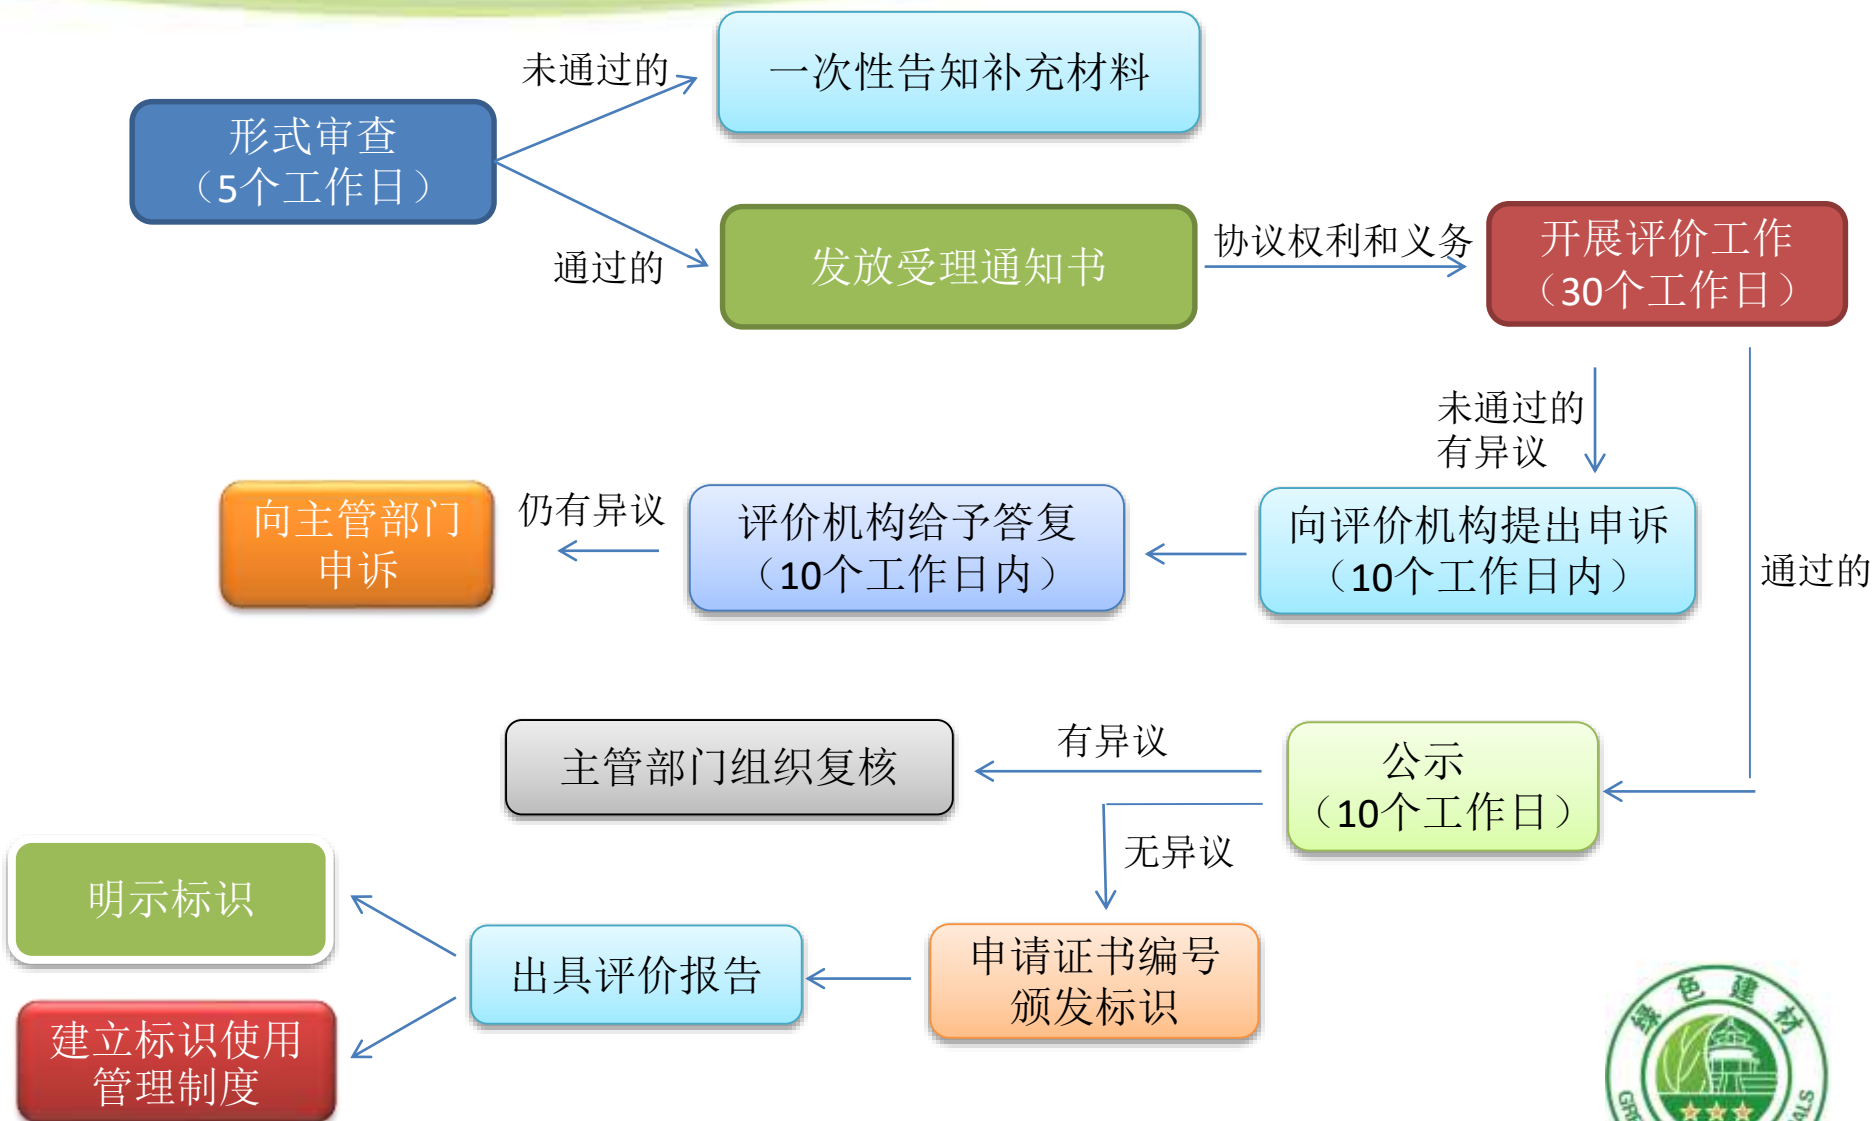 未通过的
一次性告知补充材料
形式审查
（5个工作日）
通过的
发放受理通知书
协议权利和义务
开展评价工作
（30个工作日）
未通过的
有异议
通过的
向评价机构提出申诉
（10个工作日内）
评价机构给予答复
（10个工作日内）
仍有异议
向主管部门
申诉
公示
（10个工作日）
有异议
主管部门组织复核
无异议
申请证书编号
颁发标识
出具评价报告
明示标识
建立标识使用
管理制度
绿色建材